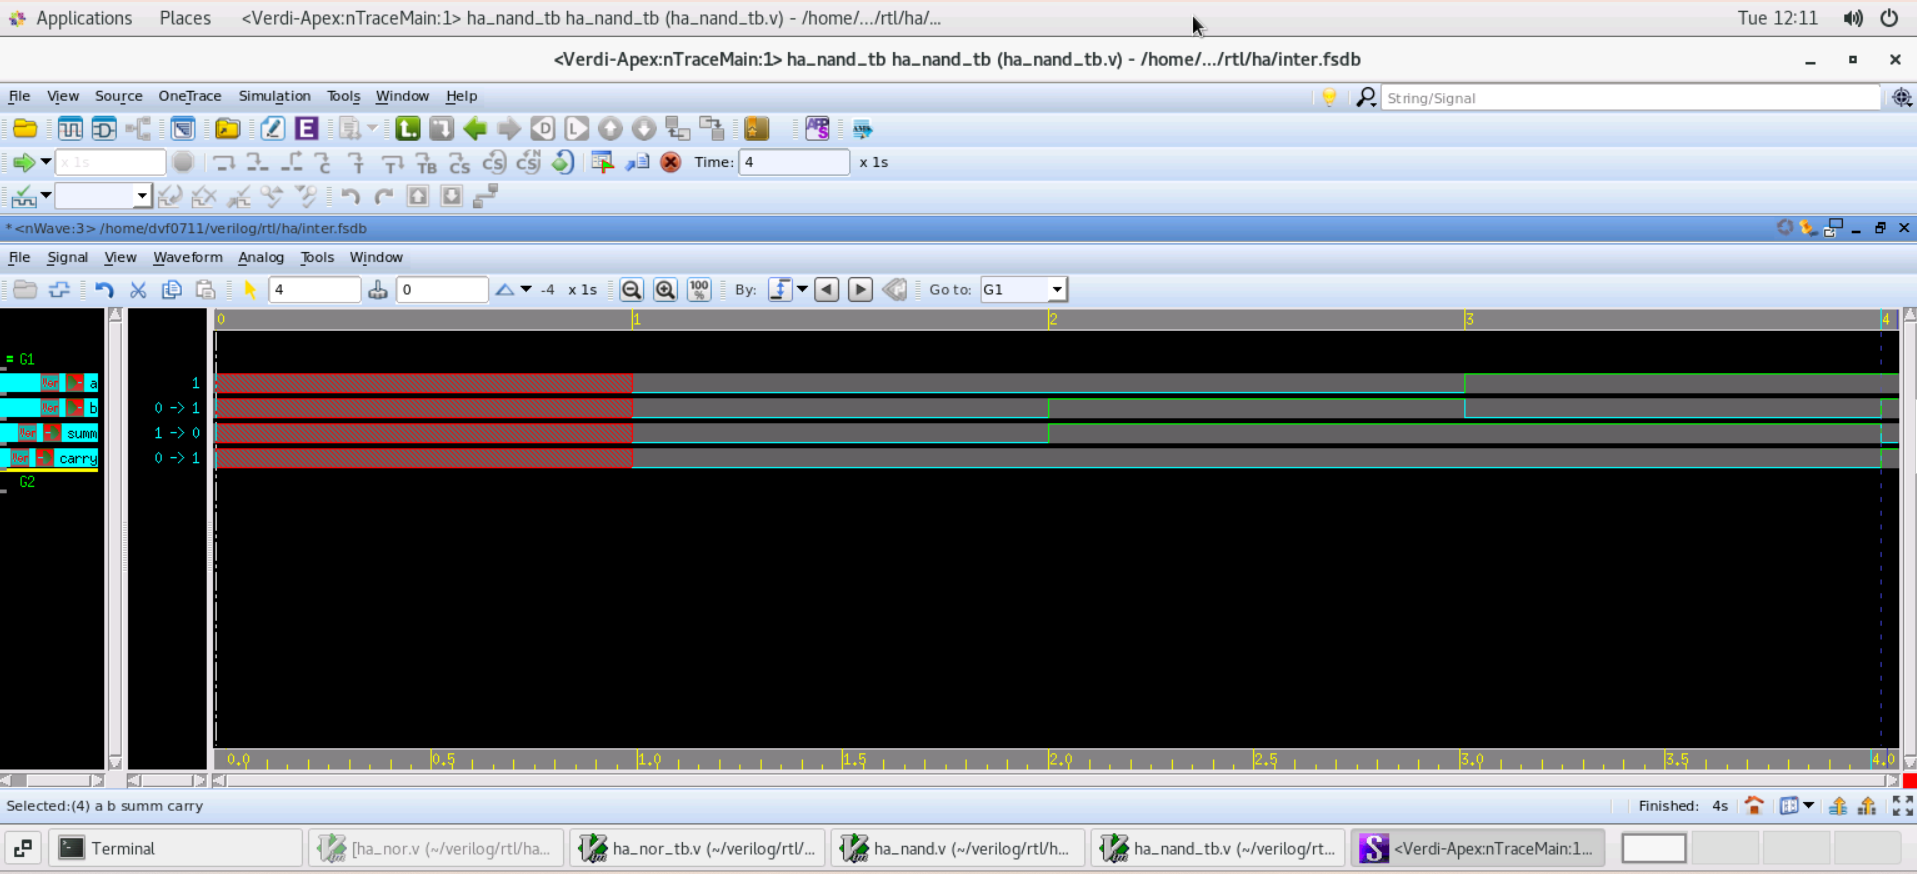 Applications Places <Verdi-Apex:nTraceMain:1> ha_nand_tb ha_nand_tb (ha_nand_tb.v) - /home/.../rtl/ha/... Tue 12:11
<Verdi-Apex:nTraceMain:1> ha_nand_tb ha_nand_tb (ha_nand_tb.v) - /home/.../rtl/ha/inter.fsdb
File View Source OneTrace Simulation Tools Window Help String/Signal
x 1s Time: 4 x 1s
*<nWave:3> /home/dvf0711/verilog/rtl/ha/inter.fsdb
File Signal View Waveform Analog Tools Window
4 0 -4 x 1s 100% By: Go to: G1
0 1 2 3 4
= G1
a 1
b 0 -> 1
summ 1 -> 0
carry 0 -> 1
G2
0.0 0.5 1.0 1.5 2.0 2.5 3.0 3.5 4.0
Selected:(4) a b summ carry Finished: 4s
Terminal [ha_nor.v (~/verilog/rtl/ha... ha_nor_tb.v (~/verilog/rtl/... ha_nand.v (~/verilog/rtl/h... ha_nand_tb.v (~/verilog/rt... <Verdi-Apex:nTraceMain:1...